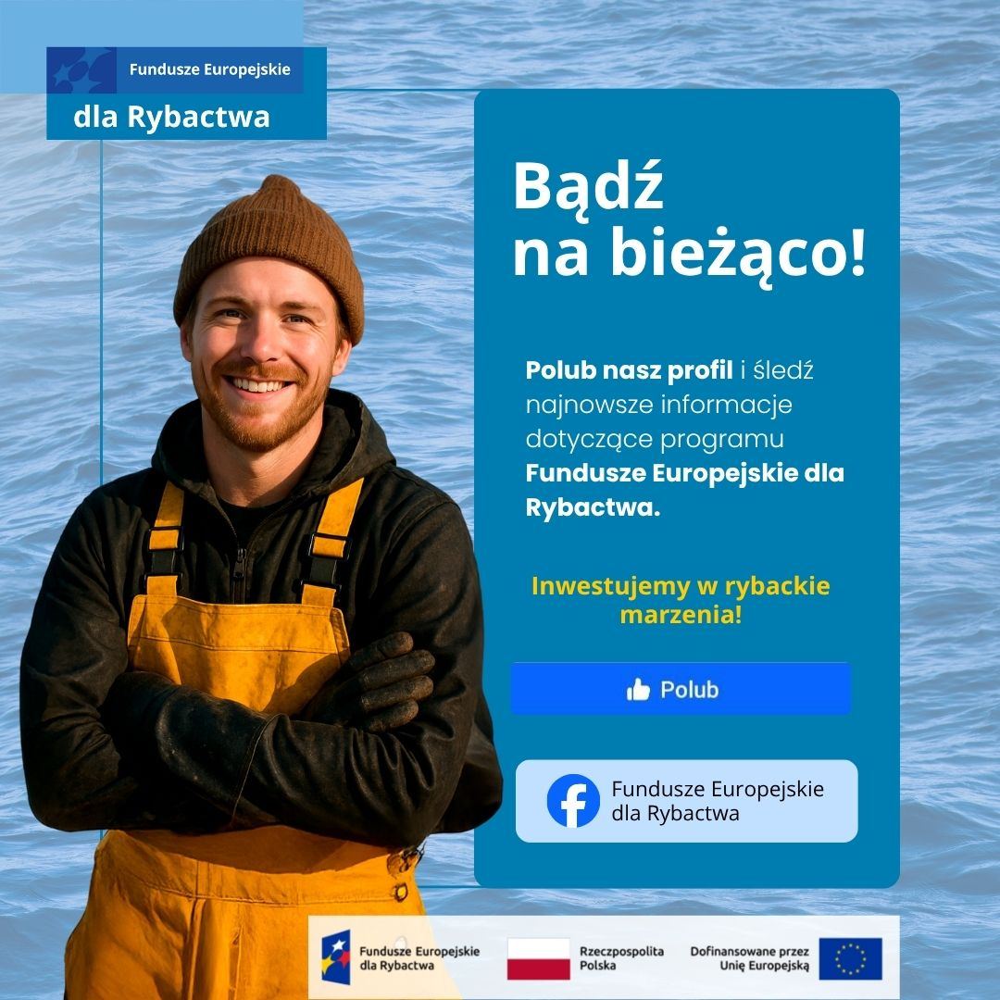 Fundusze Europejskie
dla Rybactwa
Bądź
na bieżąco!
Polub nasz profil i śledź
najnowsze informacje
dotyczące programu
Fundusze Europejskie dla
Rybactwa.
Inwestujemy w rybackie
marzenia!
Polub
Fundusze Europejskie
dla Rybactwa
Fundusze Europejskie
dla Rybactwa
Rzeczpospolita
Polska
Dofinansowane przez
Unię Europejską